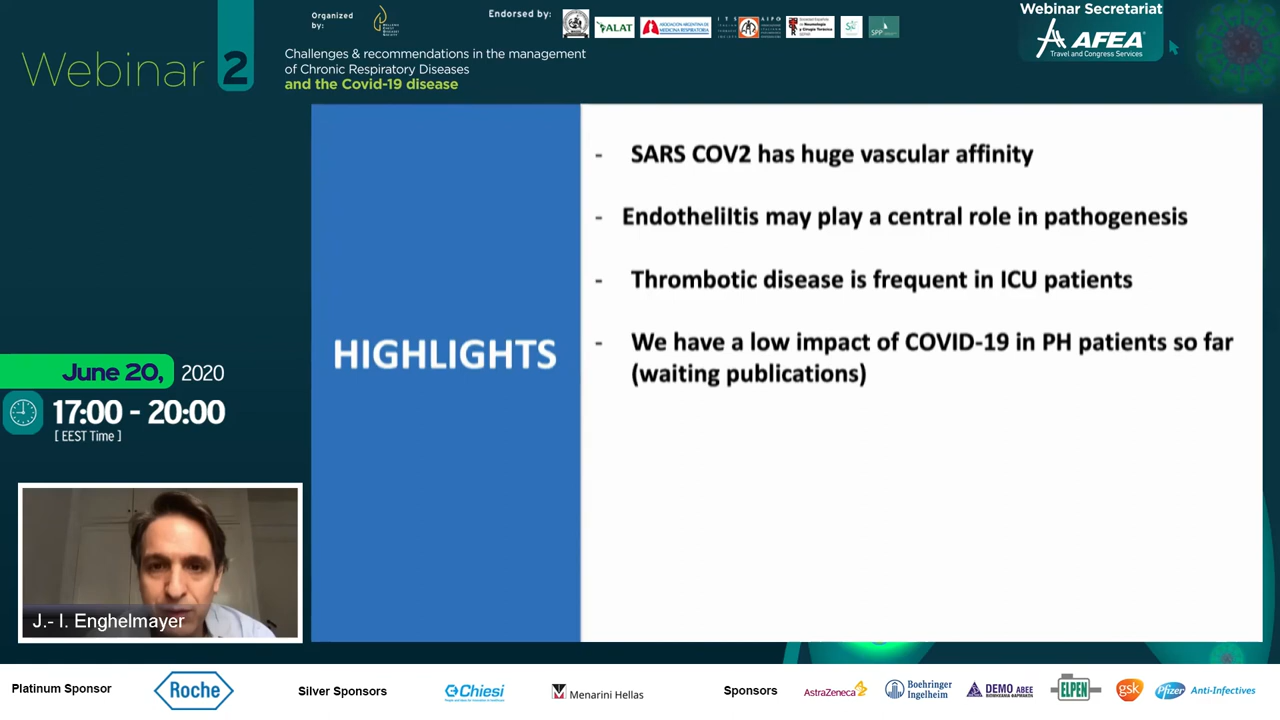 Webinar 2
Organized
by:
Endorsed by:
ALAT
ASOCIACIÓN ARGENTINA DE
MEDICINA RESPIRATORIA
AIPO
SPP
Webinar Secretariat
AFEA
Travel and Congress Services
Challenges & recommendations in the management
of Chronic Respiratory Diseases
and the Covid-19 disease
HIGHLIGHTS
- SARS COV2 has huge vascular affinity
- EndotheliItis may play a central role in pathogenesis
- Thrombotic disease is frequent in ICU patients
- We have a low impact of COVID-19 in PH patients so far
(waiting publications)
June 20, 2020
17:00 - 20:00
[ EEST Time ]
J.- I. Enghelmayer
Platinum Sponsor
Roche
Silver Sponsors
Chiesi
Menarini Hellas
Sponsors
AstraZeneca
Boehringer
Ingelheim
DEMO ABEE
ELPEN
gsk
Pfizer Anti-Infectives